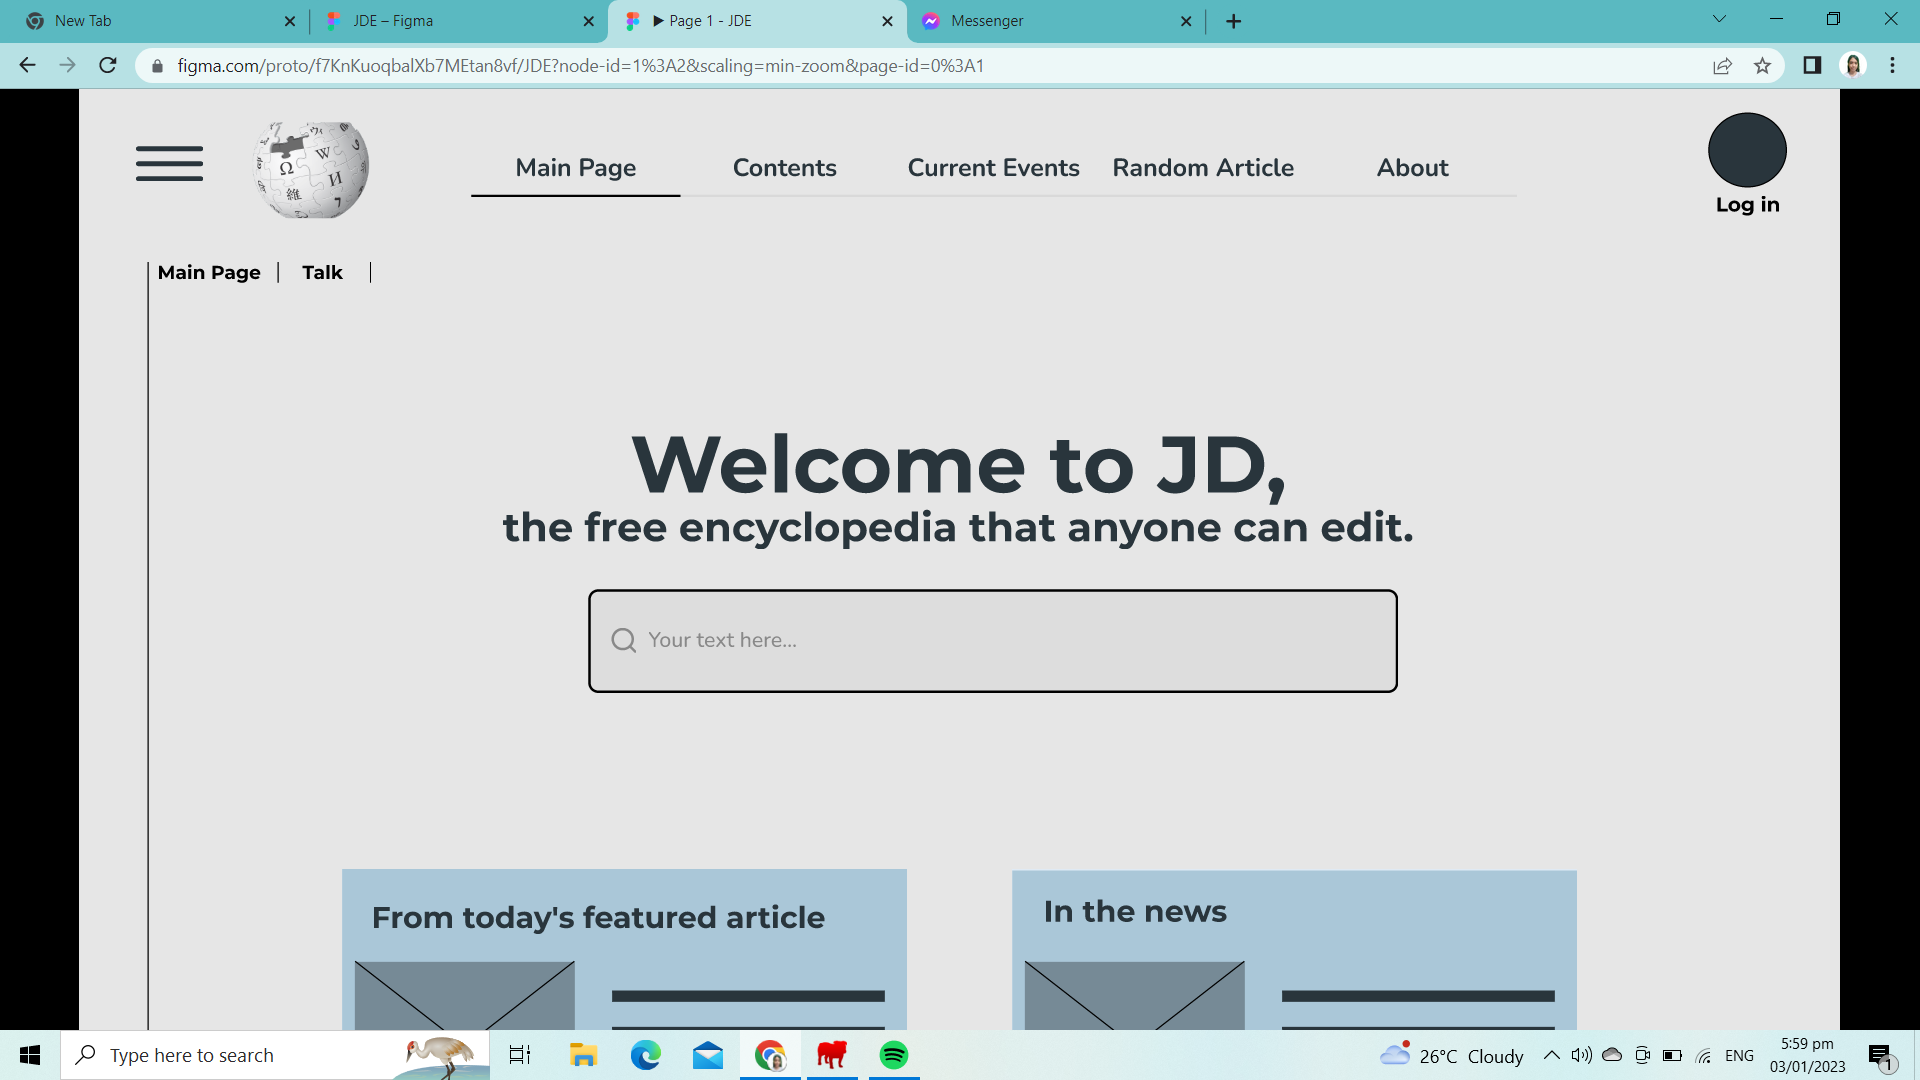 New Tab
JDE – Figma
▶ Page 1 - JDE
Messenger
figma.com/proto/f7KnKuoqbalXb7MEtan8vf/JDE?node-id=1%3A2&scaling=min-zoom&page-id=0%3A1
Main Page
Contents
Current Events
Random Article
About
Log in
Ω
W
И
維
Main Page
Talk
Welcome to JD,
the free encyclopedia that anyone can edit.
Your text here...
From today's featured article
In the news
Type here to search
26°C Cloudy
ENG
5:59 pm
03/01/2023
1